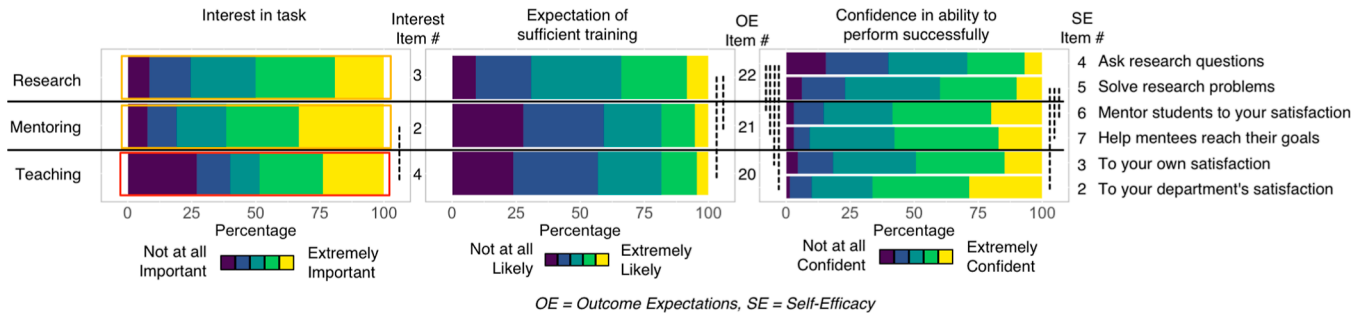 Interest in task
Interest
Item #
Expectation of
sufficient training
OE
Item #
Confidence in ability to
perform successfully
SE
Item #
Research
Mentoring
Teaching
3
2
4
22
21
20
4 Ask research questions
5 Solve research problems
6 Mentor students to your satisfaction
7 Help mentees reach their goals
3 To your own satisfaction
2 To your department's satisfaction
0 25 50 75 100
Percentage
Not at all
Important
Extremely
Important
0 25 50 75 100
Percentage
Not at all
Likely
Extremely
Likely
0 25 50 75 100
Percentage
Not at all
Confident
Extremely
Confident
OE = Outcome Expectations, SE = Self-Efficacy